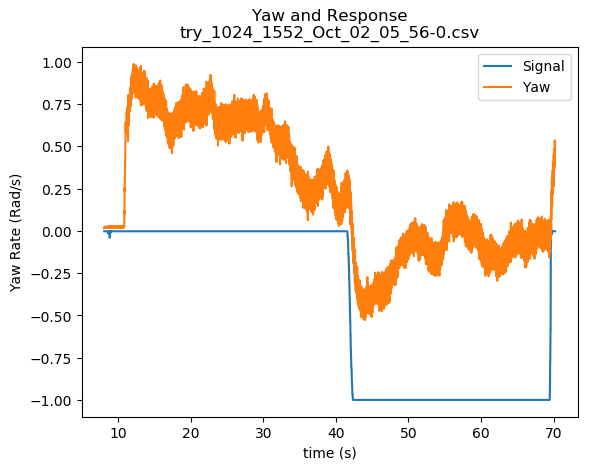 Yaw and Response
try_1024_1552_Oct_02_05_56-0.csv
Signal
Yaw
1.00
0.75
0.50
0.25
0.00
−0.25
−0.50
−0.75
−1.00
Yaw Rate (Rad/s)
10
20
30
40
50
60
70
time (s)